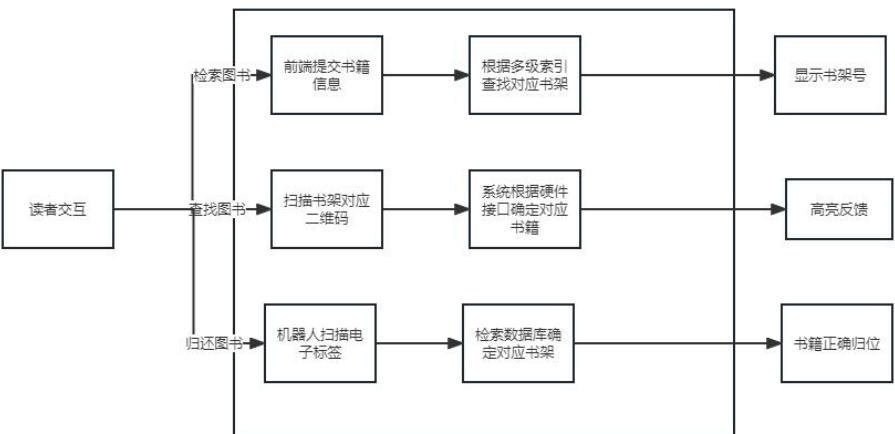 检索图书
前端提交书籍
信息
根据多级索引
查找对应书架
显示书架号
读者交互
查找图书
扫描书架对应
二维码
系统根据硬件
接口确定对应
书籍
高亮反馈
归还图书
机器人扫描电
子标签
检索数据库确
定对应书架
书籍正确归位